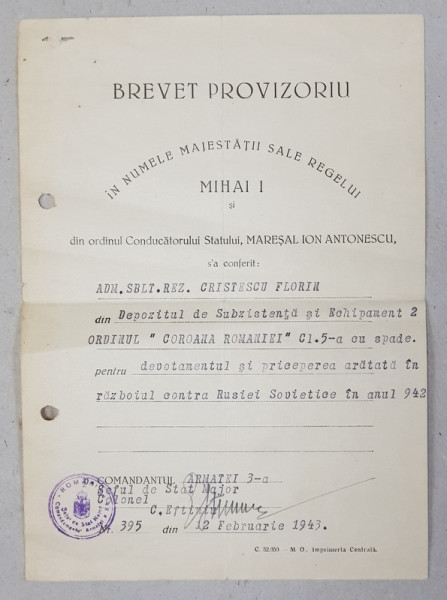 BREVET PROVIZORIU
ÎN NUMELE MAJESTĂȚII SALE REGELUI
MIHAI I
și
din ordinul Conducătorului Statului, MAREȘAL ION ANTONESCU,
s'a conferit:
ADM.SBLT.REZ. CRISTESCU FLORIN
din Depozitul de Subzistență și Echipament 2
ORDINUL " COROANA ROMANIEI" Cl.5-a cu spade.
pentru devotamentul și priceperea arătată în
războiul contra Rusiei Sovietice în anul 942
COMANDANTUL ARMATEI 3-a
Șeful de Stat Major
Colonel
C.
Nr. 395 din 12 Februarie 1943.
C. 52/950 - M. O., Imprimeria Centrală.